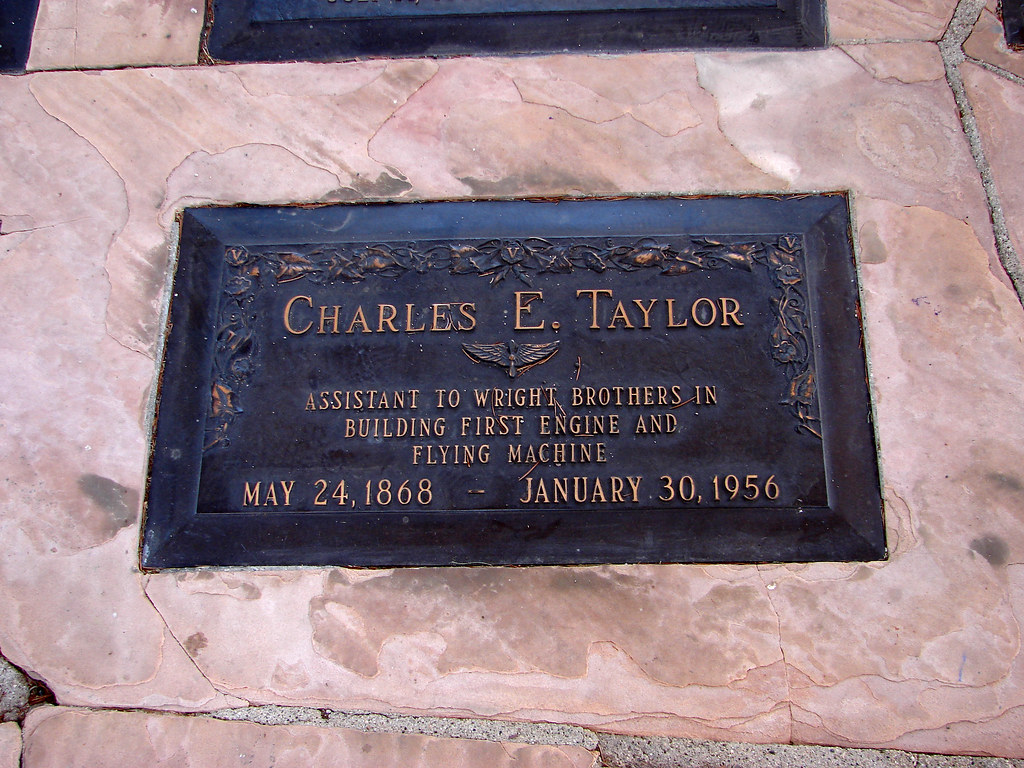 CHARLES E. TAYLOR
ASSISTANT TO WRIGHT BROTHERS IN
BUILDING FIRST ENGINE AND
FLYING MACHINE
MAY 24, 1868 - JANUARY 30, 1956